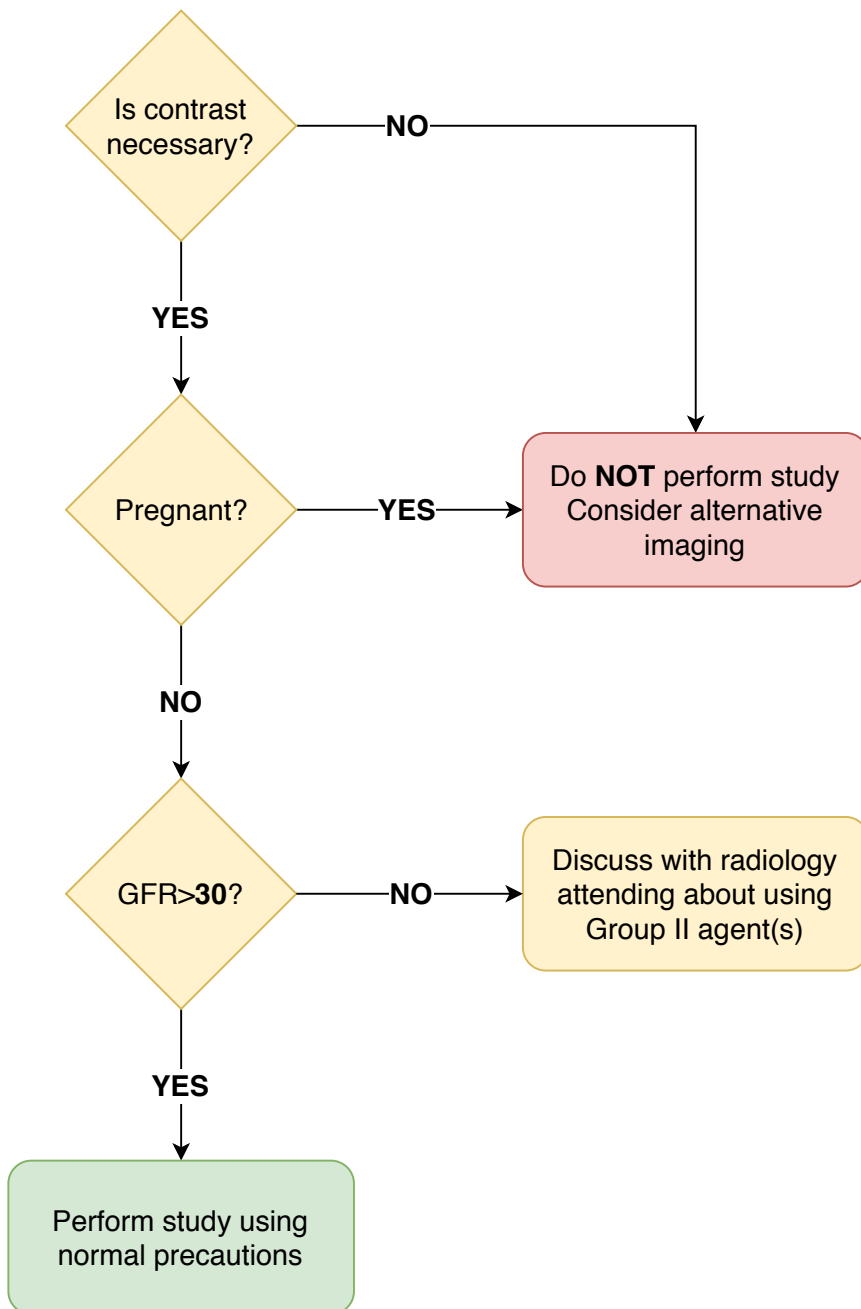 Is contrast
necessary?
NO
YES
Pregnant?
YES
Do NOT perform study
Consider alternative
imaging
NO
GFR>30?
NO
Discuss with radiology
attending about using
Group II agent(s)
YES
Perform study using
normal precautions